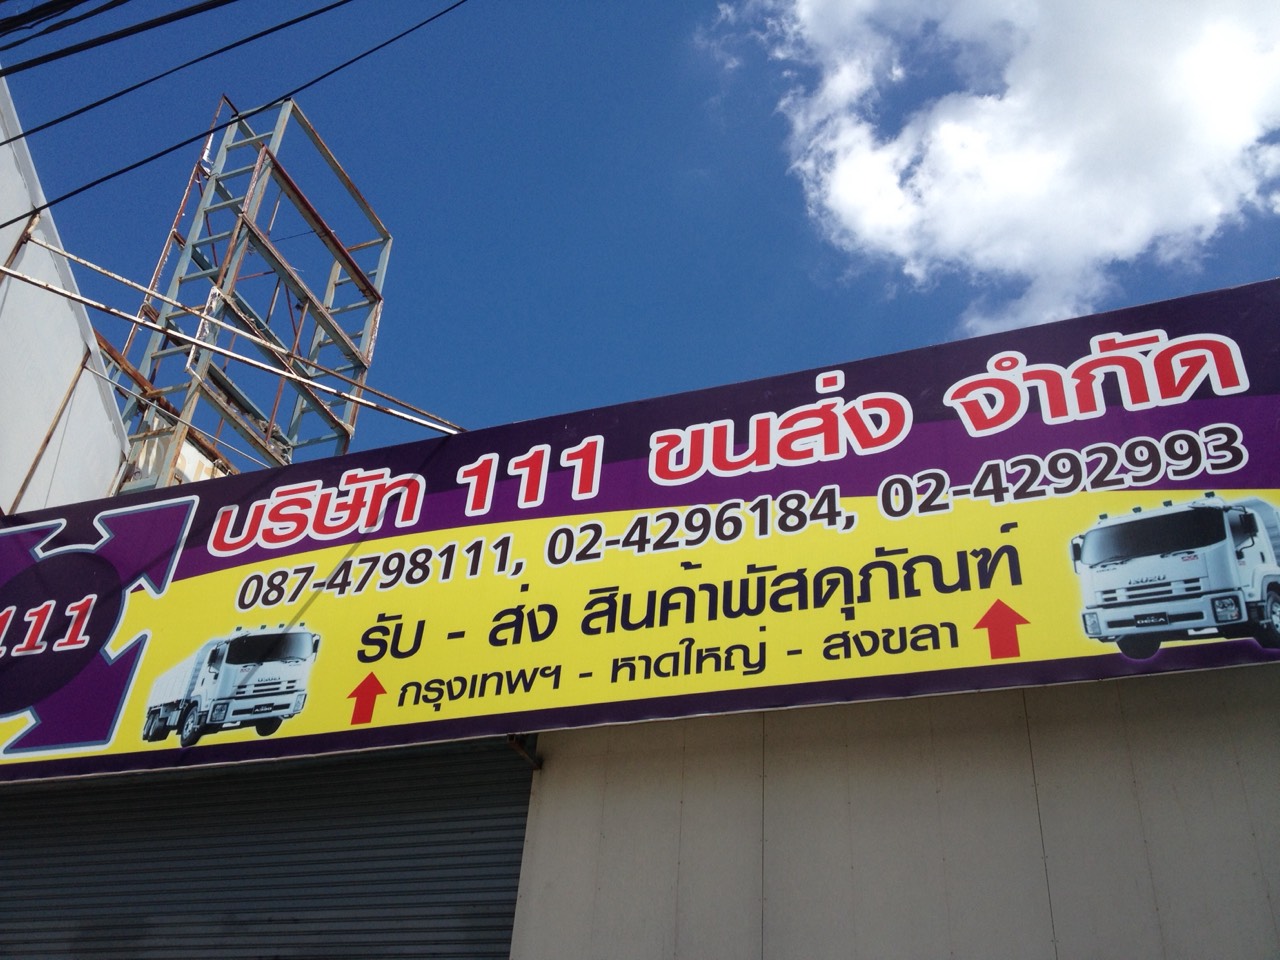 บริษัท 111 ขนส่ง จำกัด
087-4798111, 02-4296184, 02-4292993
รับ - ส่ง สินค้าพัสดุภัณฑ์
กรุงเทพฯ - หาดใหญ่ - สงขลา
111
ISUZU
ISUZU
DECA